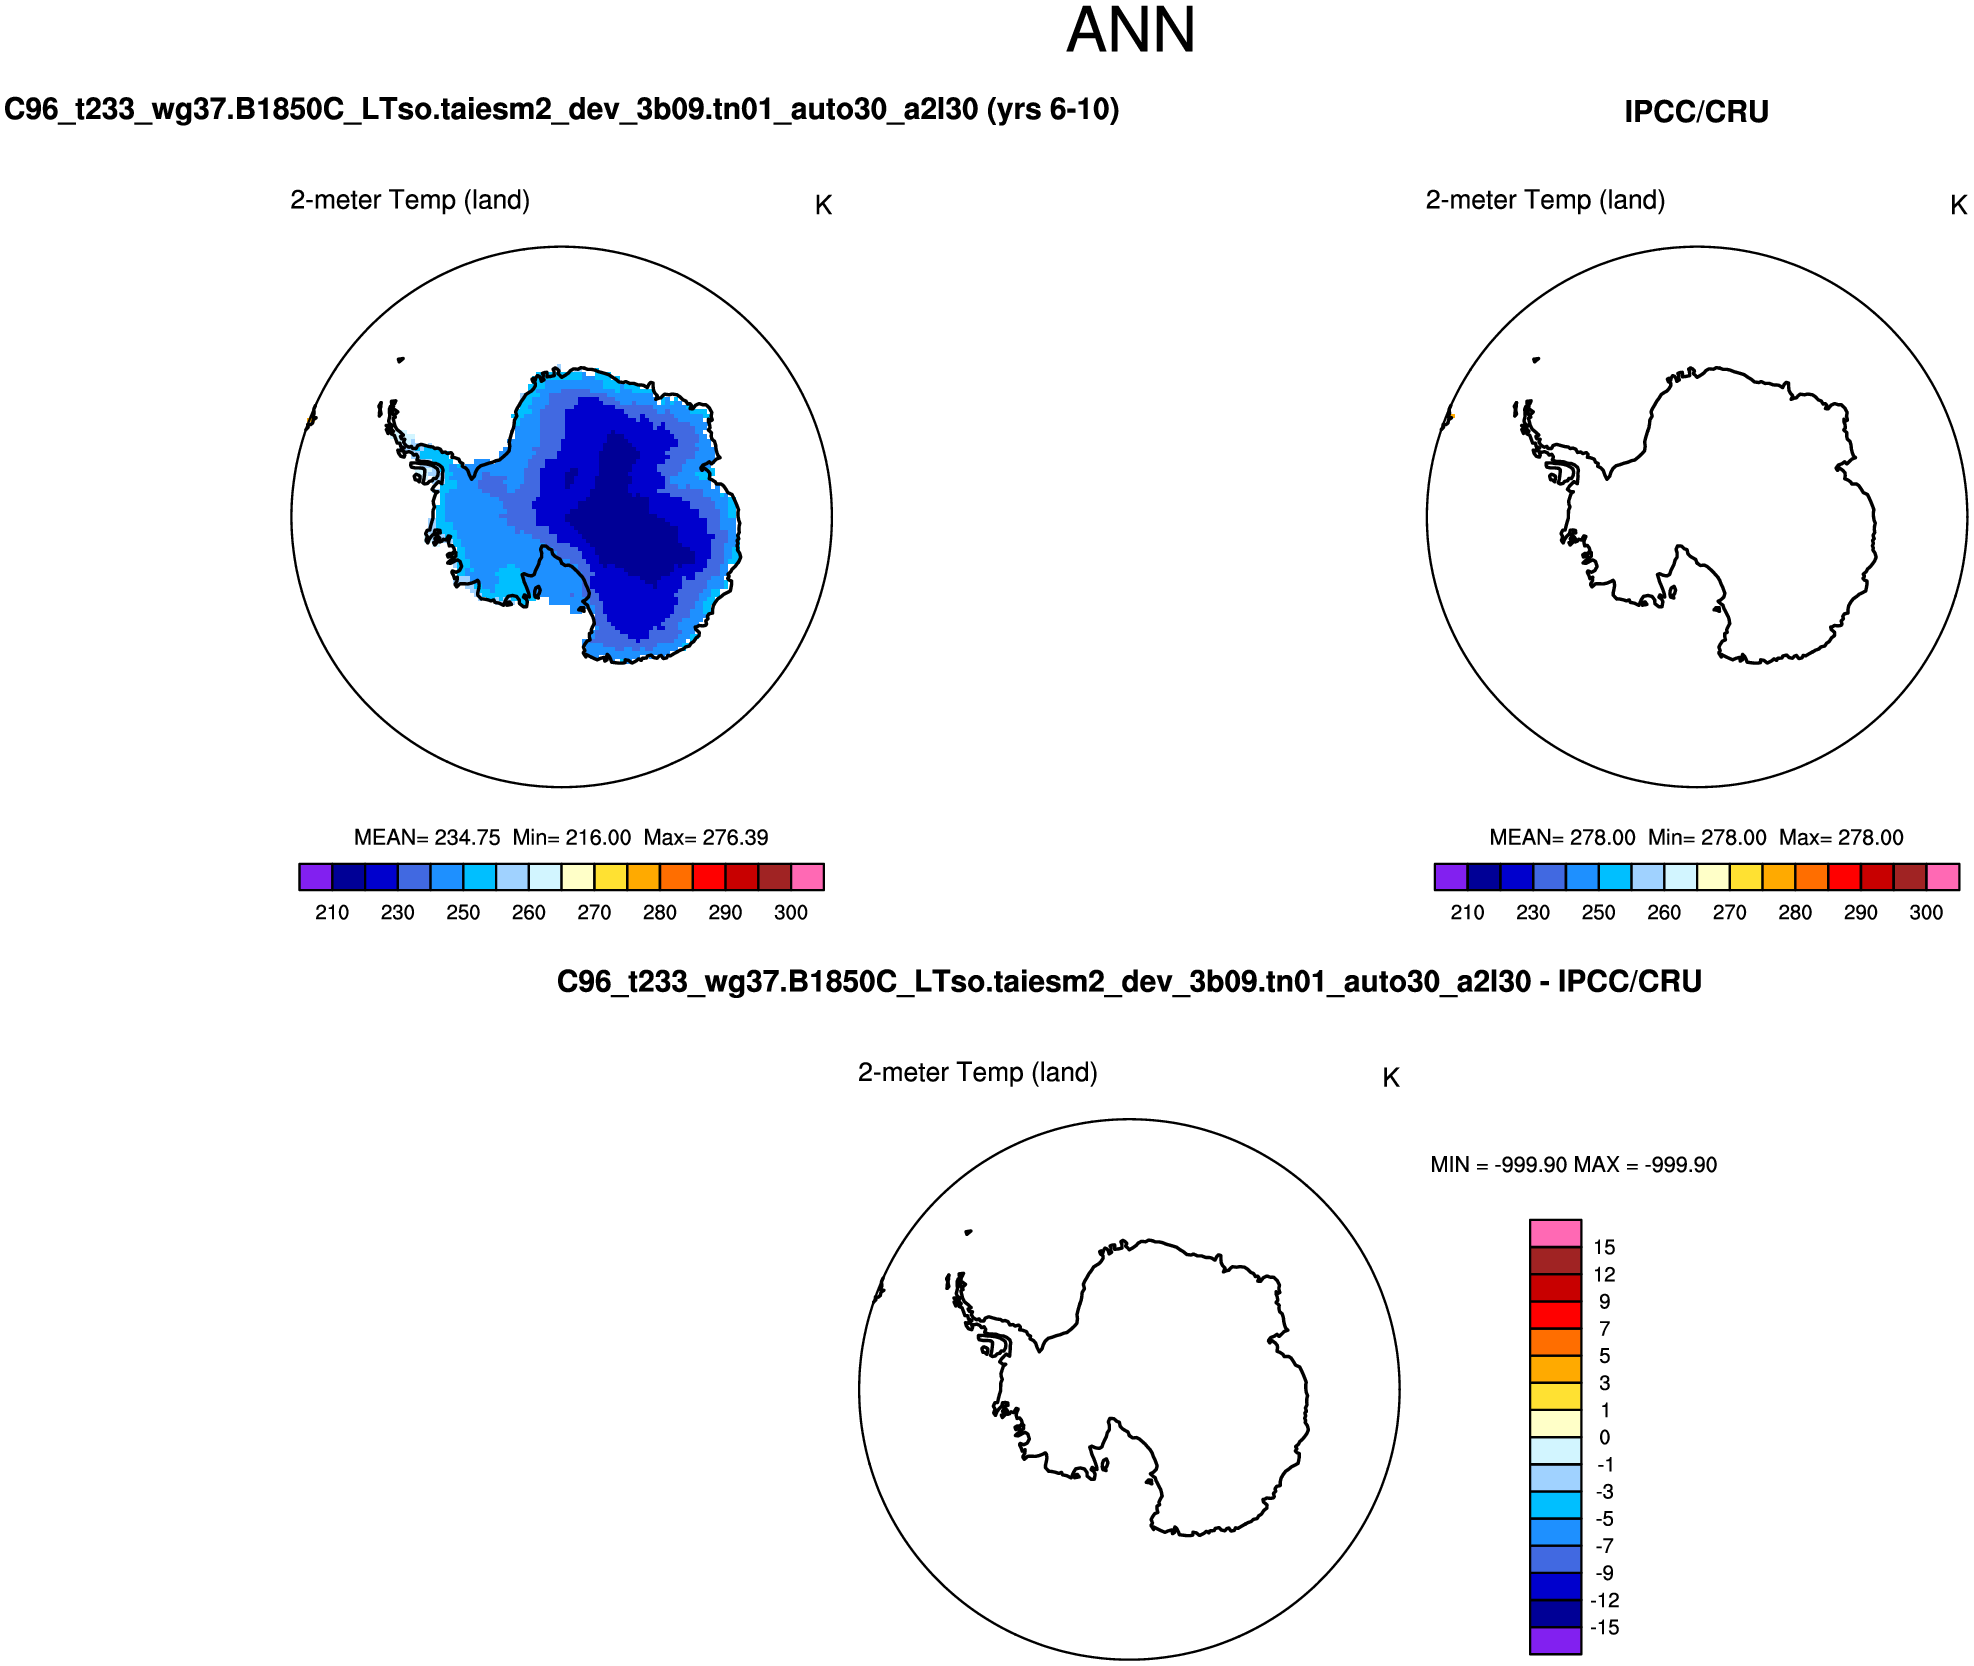 ANN
C96_t233_wg37.B1850C_LTso.taiesm2_dev_3b09.tn01_auto30_a2l30 (yrs 6-10)
IPCC/CRU
2-meter Temp (land) K
2-meter Temp (land) K
MEAN= 234.75 Min= 216.00 Max= 276.39
210 230 250 260 270 280 290 300
MEAN= 278.00 Min= 278.00 Max= 278.00
210 230 250 260 270 280 290 300
C96_t233_wg37.B1850C_LTso.taiesm2_dev_3b09.tn01_auto30_a2l30 - IPCC/CRU
2-meter Temp (land) K
MIN = -999.90 MAX = -999.90
15
12
9
7
5
3
1
0
-1
-3
-5
-7
-9
-12
-15